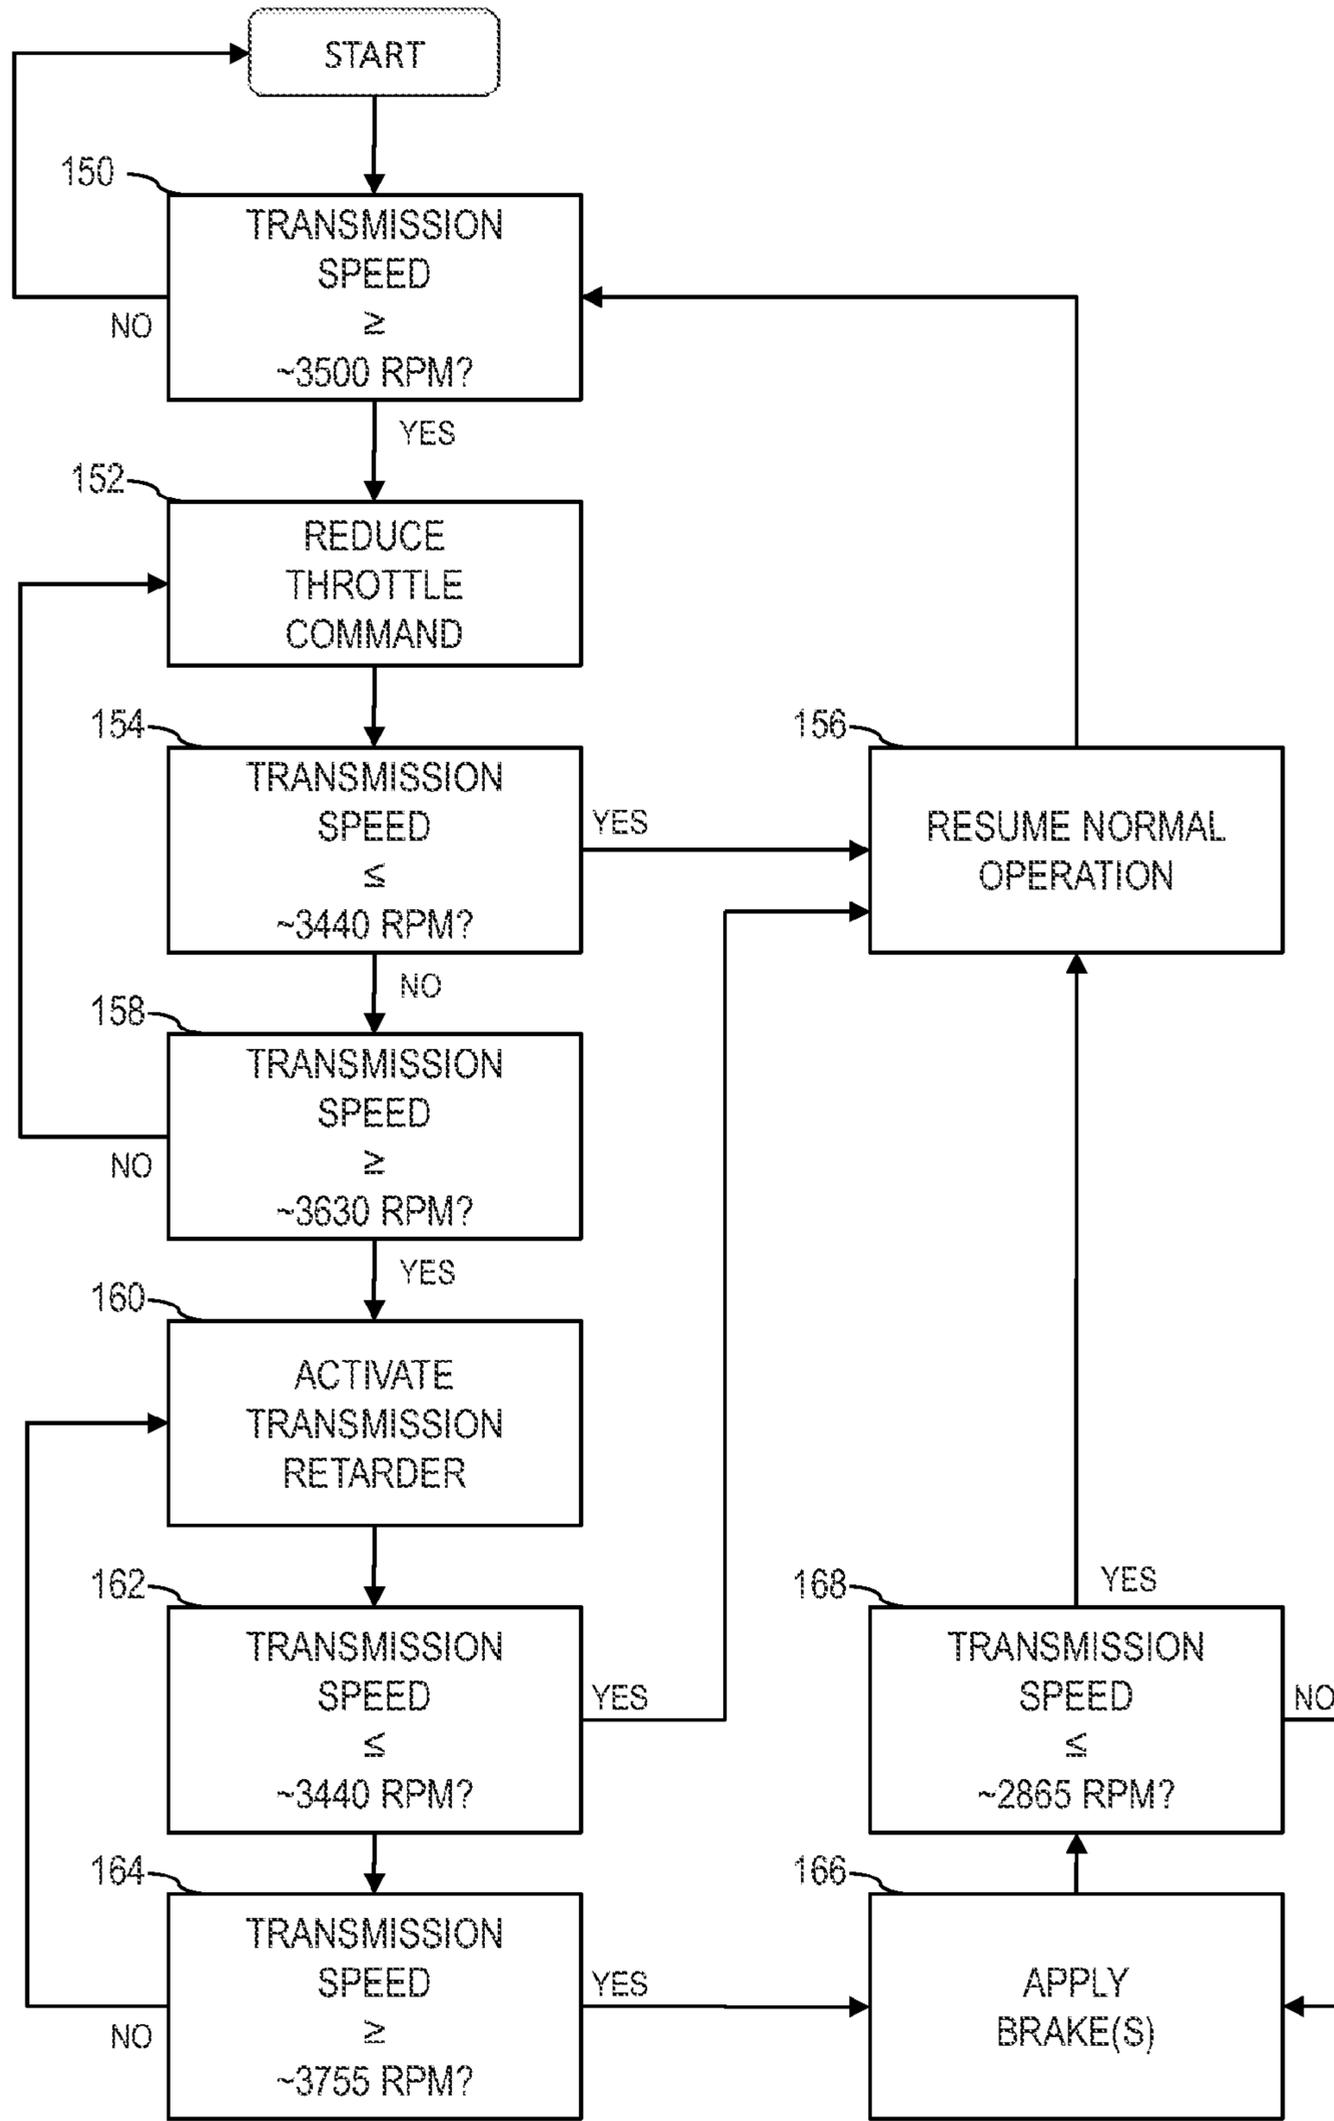 START
150
TRANSMISSION
SPEED
≥
~3500 RPM?
NO
YES
152
REDUCE
THROTTLE
COMMAND
154
TRANSMISSION
SPEED
≤
~3440 RPM?
YES
156
RESUME NORMAL
OPERATION
NO
158
TRANSMISSION
SPEED
≥
~3630 RPM?
NO
YES
160
ACTIVATE
TRANSMISSION
RETARDER
162
TRANSMISSION
SPEED
≤
~3440 RPM?
YES
168
YES
TRANSMISSION
SPEED
≤
~2865 RPM?
NO
164
TRANSMISSION
SPEED
≥
~3755 RPM?
NO
YES
166
APPLY
BRAKE(S)